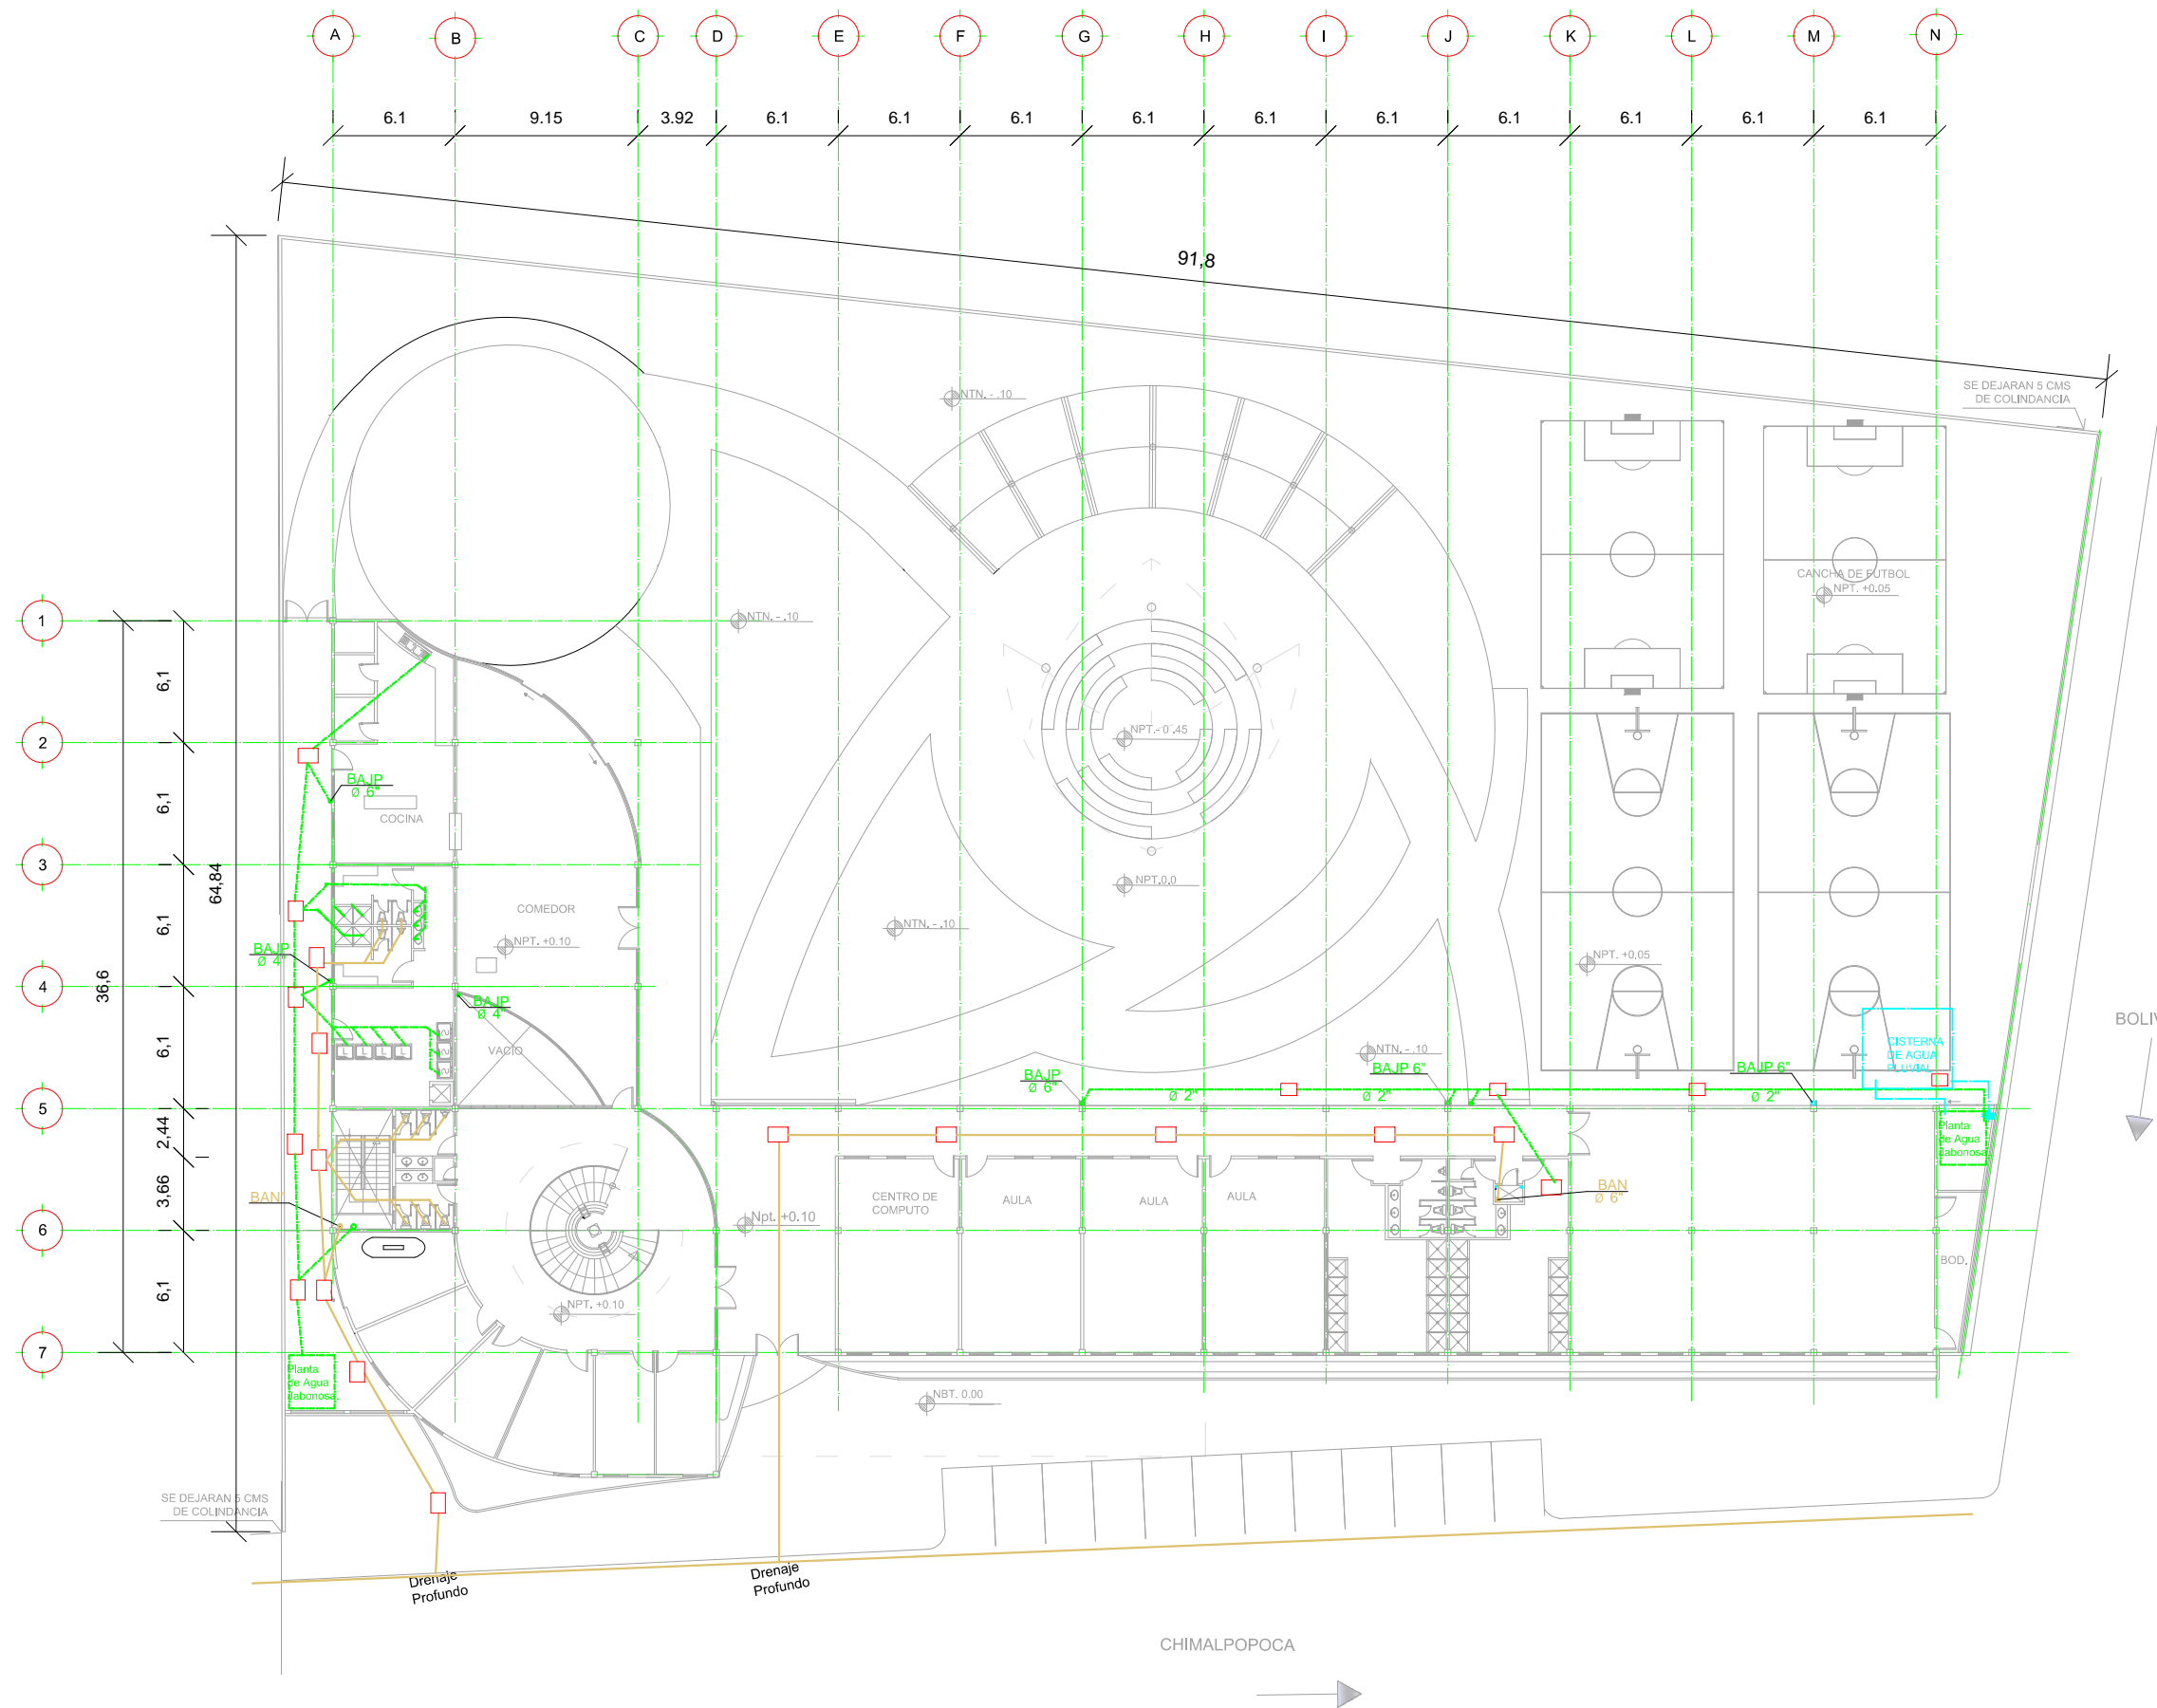 A
B
C
D
E
F
G
H
I
J
K
L
M
N
6.1
9.15
3.92
6.1
6.1
6.1
6.1
6.1
6.1
6.1
6.1
6.1
6.1
91,8
SE DEJARAN 5 CMS
DE COLINDANCIA
NTN. - .10
CANCHA DE FUTBOL
NPT. +0.05
1
NTN. - .10
6,1
2
NPT.- 0 .45
BAJP
Ø 6"
6,1
COCINA
3
64,84
NPT.0.0
6,1
COMEDOR
NTN. - .10
BAJP
Ø 4"
NPT. +0.10
NPT. +0,05
4
36,6
BAJP
Ø 4"
BOLIV
6,1
VACIO
NTN. - .10
CISTERNA
DE AGUA
PLUVIAL
BAJP
Ø 6"
BAJP 6"
BAJP 6"
Ø 2"
Ø 2"
Ø 2"
5
2,44
Planta
de Agua
Jabonosa
3,66
BAN"
CENTRO DE
COMPUTO
AULA
AULA
AULA
BAN
Ø 6"
6
Npt. +0.10
BOD.
6,1
NPT. +0.10
7
Planta
de Agua
Jabonosa.
NBT. 0.00
SE DEJARAN 5 CMS
DE COLINDANCIA
Drenaje
Profundo
Drenaje
Profundo
CHIMALPOPOCA